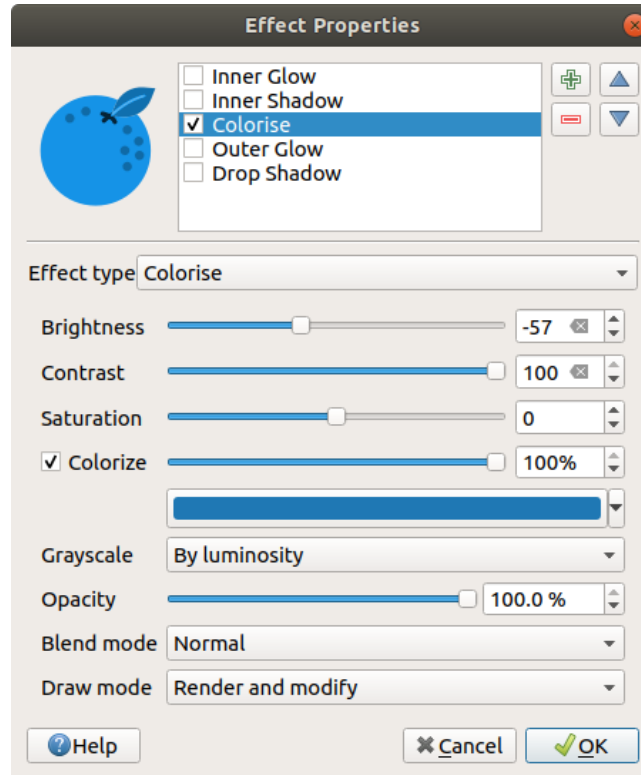 Effect Properties
Inner Glow
Inner Shadow
Colorise
Outer Glow
Drop Shadow
Effect type Colorise
Brightness -57
Contrast 100
Saturation 0
Colorize 100%
Grayscale By luminosity
Opacity 100.0 %
Blend mode Normal
Draw mode Render and modify
Help Cancel OK